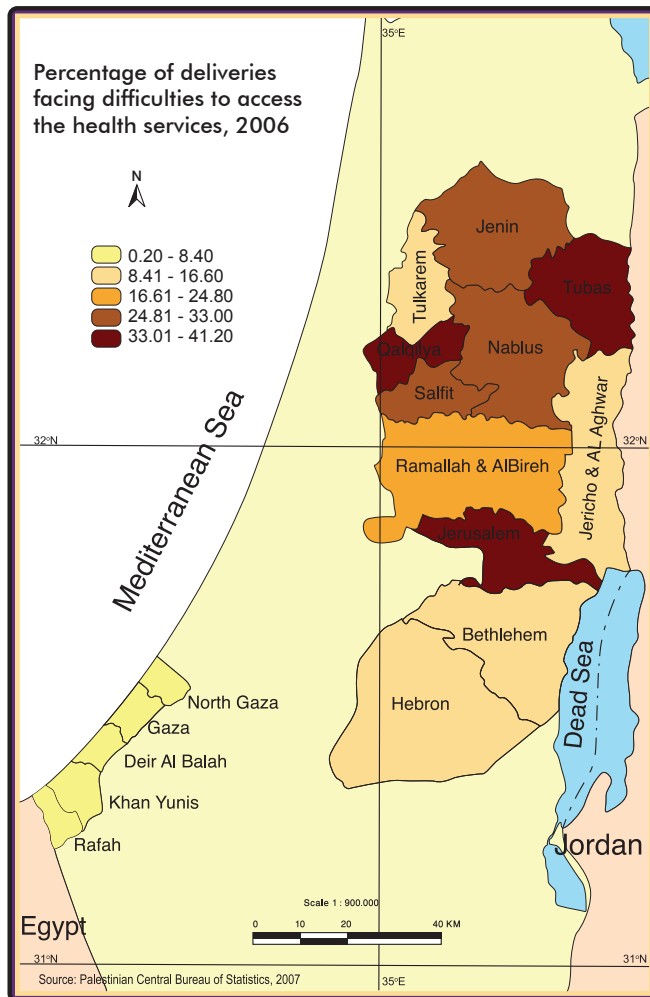 35°E
Percentage of deliveries
facing difficulties to access
the health services, 2006
N
0.20 - 8.40
8.41 - 16.60
16.61 - 24.80
24.81 - 33.00
33.01 - 41.20
Jenin
Tulkarem
Tubas
Qalqilya
Nablus
Salfit
Mediterranean Sea
32°N
32°N
Ramallah & AlBireh
Jericho & AL Aghwar
Jerusalem
Bethlehem
Hebron
Dead Sea
North Gaza
Gaza
Deir Al Balah
Khan Yunis
Rafah
Jordan
Egypt
Scale 1 : 900.000
0 10 20 40 KM
31°N
31°N
Source: Palestinian Central Bureau of Statistics, 2007
35°E